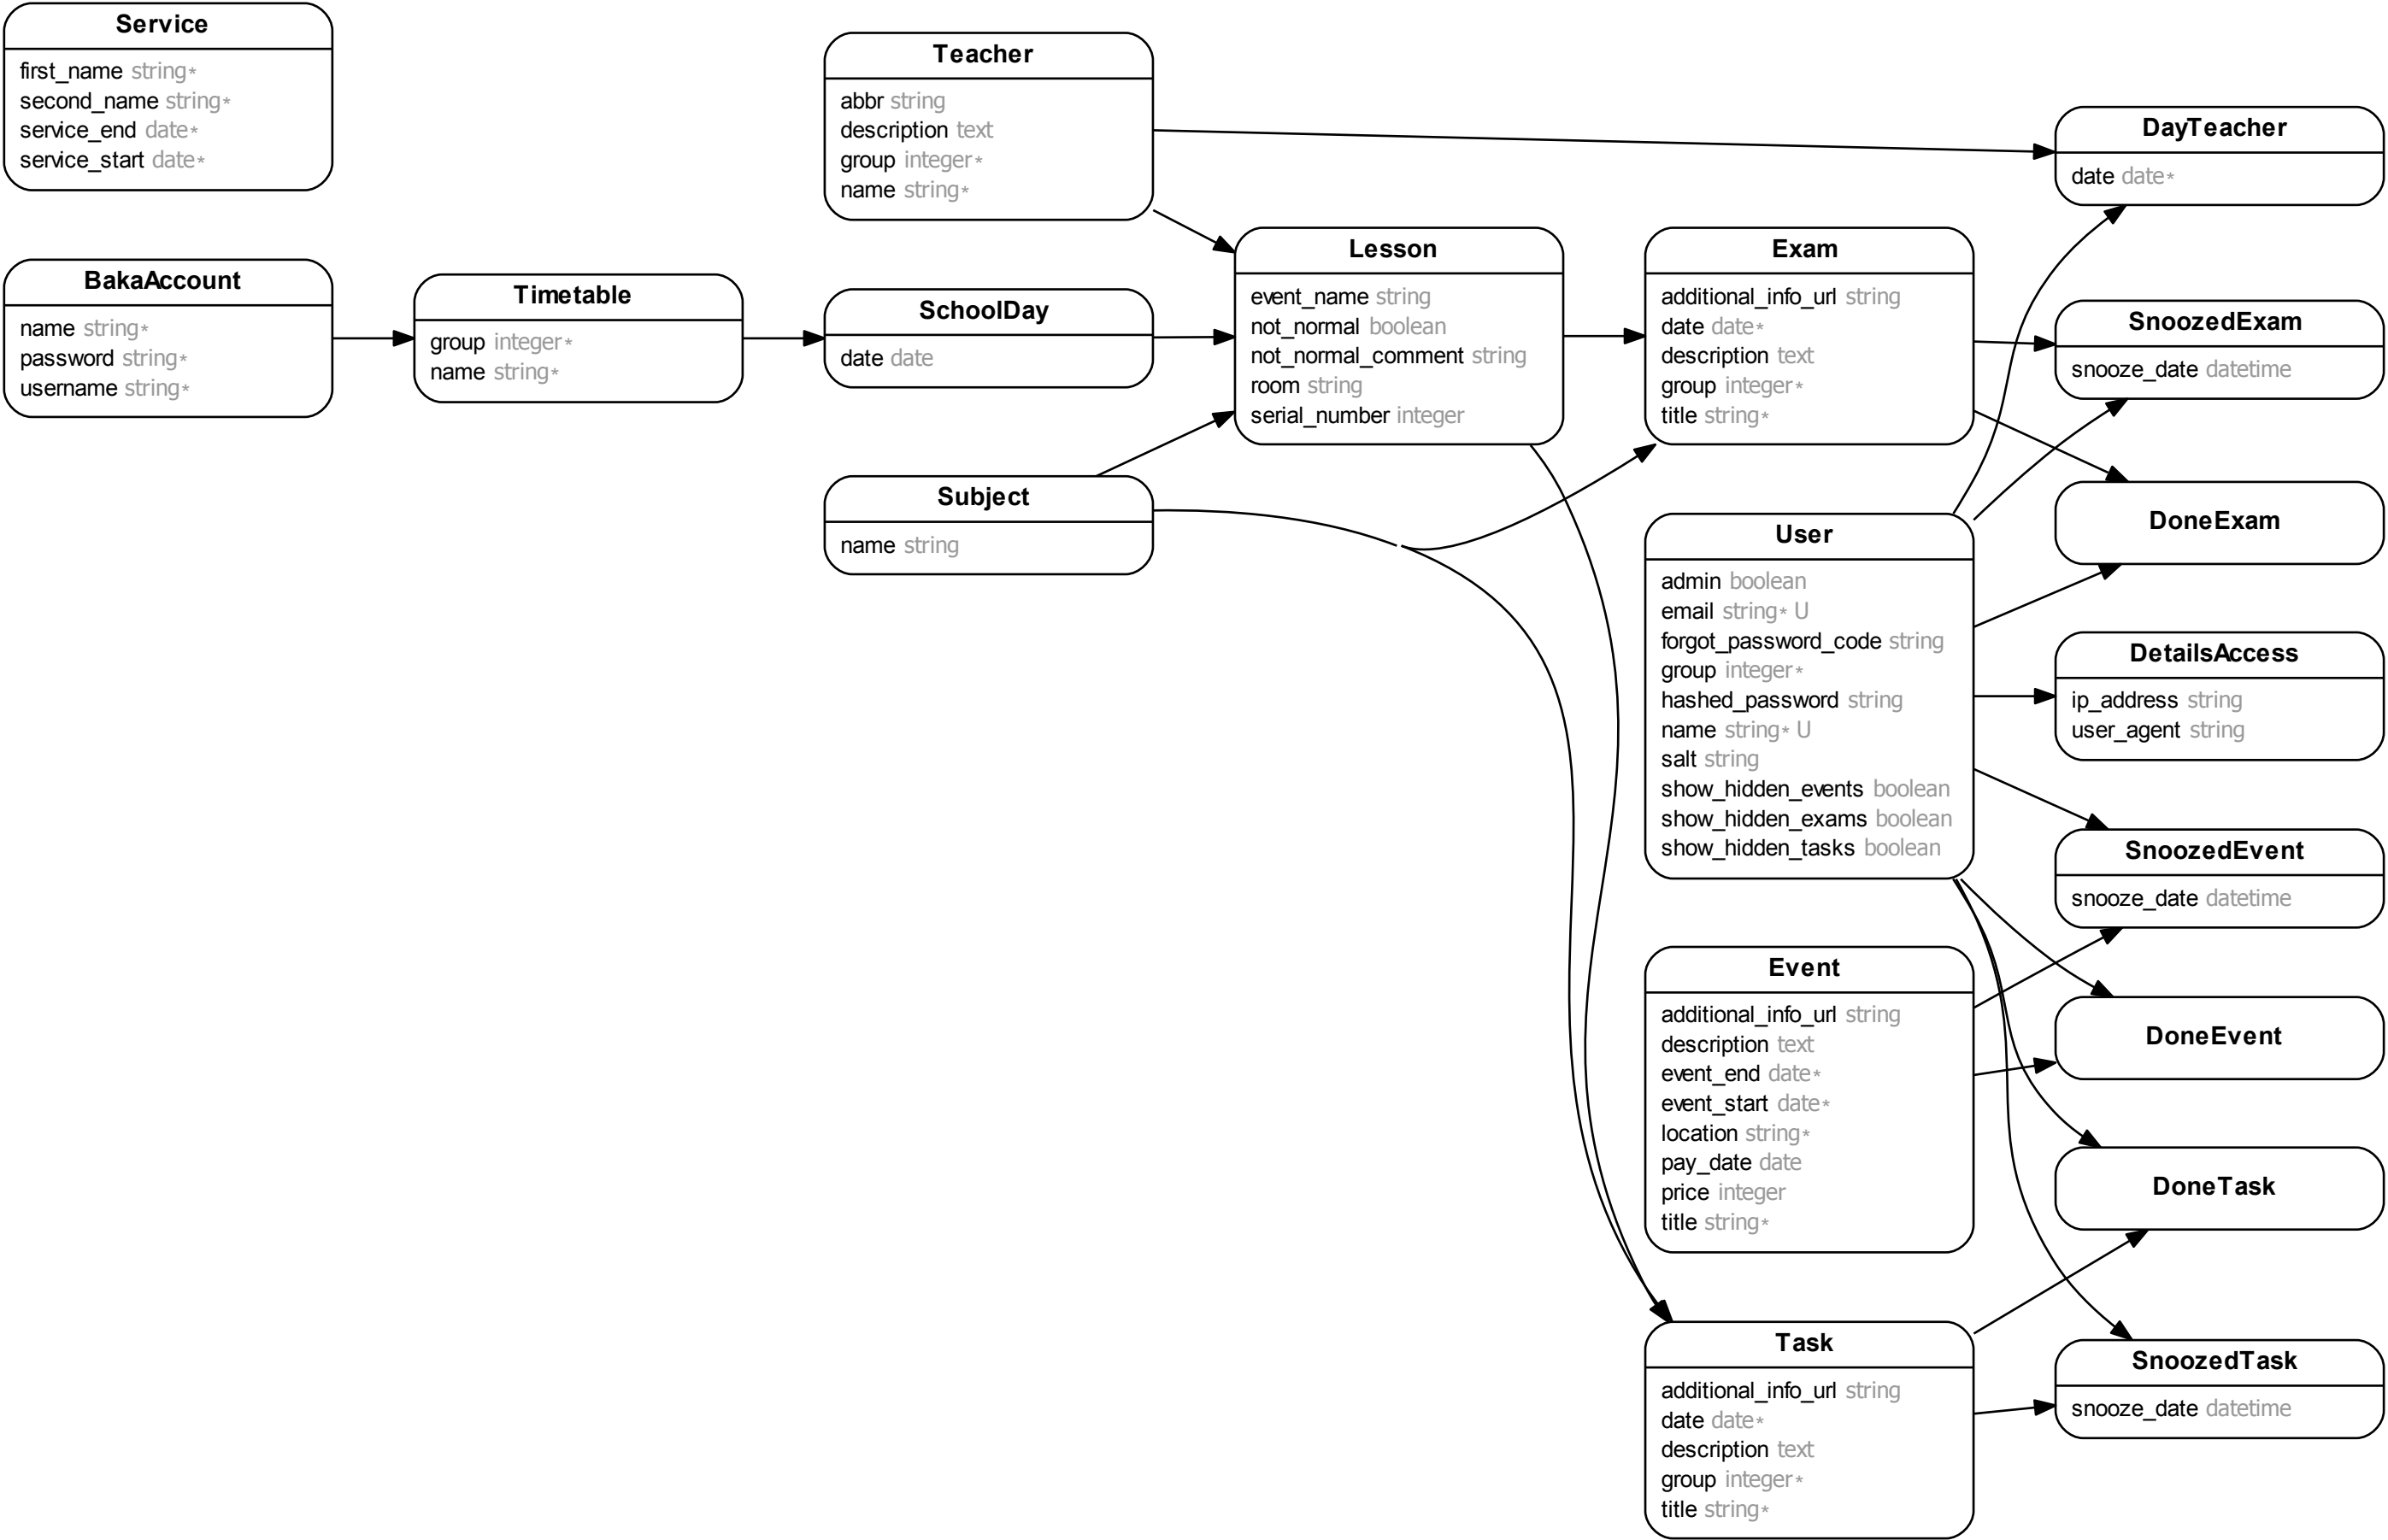 Service
first_name string*
second_name string*
service_end date*
service_start date*
BakaAccount
name string*
password string*
username string*
Timetable
group integer*
name string*
Teacher
abbr string
description text
group integer*
name string*
SchoolDay
date date
Subject
name string
Lesson
event_name string
not_normal boolean
not_normal_comment string
room string
serial_number integer
Exam
additional_info_url string
date date*
description text
group integer*
title string*
User
admin boolean
email string* U
forgot_password_code string
group integer*
hashed_password string
name string* U
salt string
show_hidden_events boolean
show_hidden_exams boolean
show_hidden_tasks boolean
Event
additional_info_url string
description text
event_end date*
event_start date*
location string*
pay_date date
price integer
title string*
Task
additional_info_url string
date date*
description text
group integer*
title string*
DayTeacher
date date*
SnoozedExam
snooze_date datetime
DoneExam
DetailsAccess
ip_address string
user_agent string
SnoozedEvent
snooze_date datetime
DoneEvent
DoneTask
SnoozedTask
snooze_date datetime